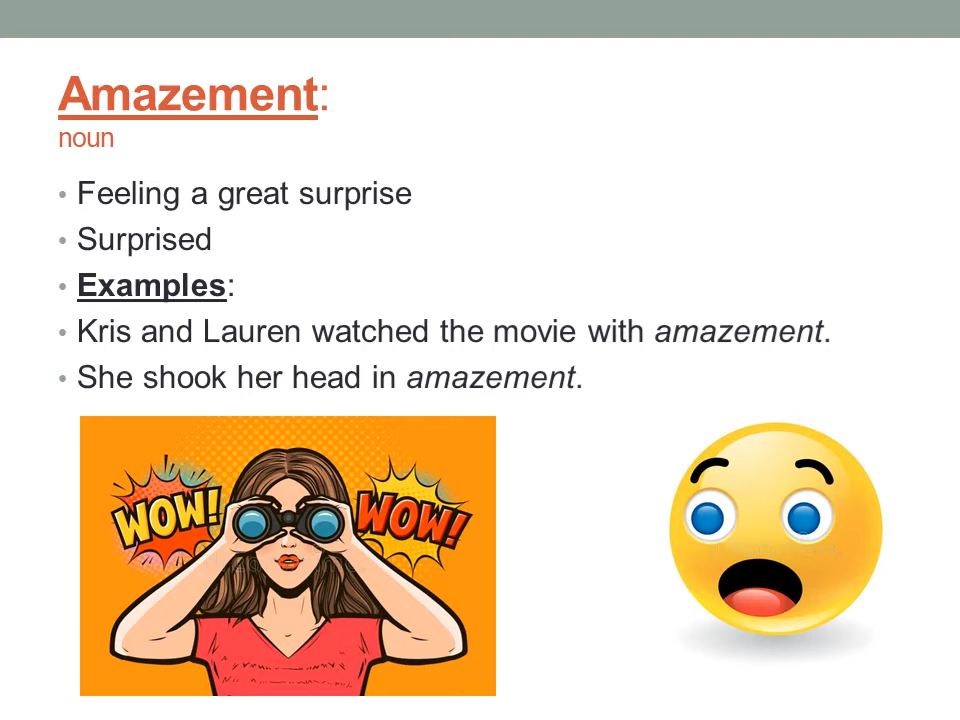 Amazement:
noun
• Feeling a great surprise
• Surprised
• Examples:
• Kris and Lauren watched the movie with amazement.
• She shook her head in amazement.
WOW! WOW!